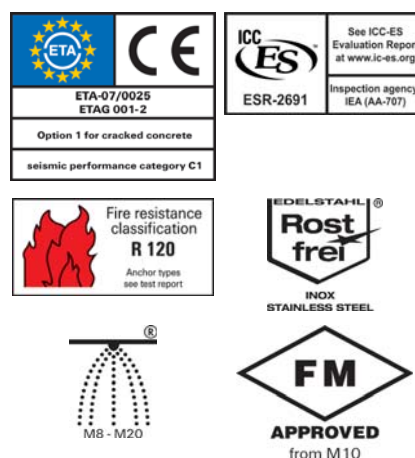 ETA
CE
ETA-07/0025
ETAG 001-2
Option 1 for cracked concrete
seismic performance category C1
ICC
ES
™
ESR-2691
See ICC-ES
Evaluation Report
at www.ic-es.org
Inspection agency
IEA (AA-707)
Fire resistance
classification
R 120
Anchor types
see test report
EDELSTAHL ®
Rost
frei
INOX
STAINLESS STEEL
®
M8 - M20
FM
APPROVED
from M10